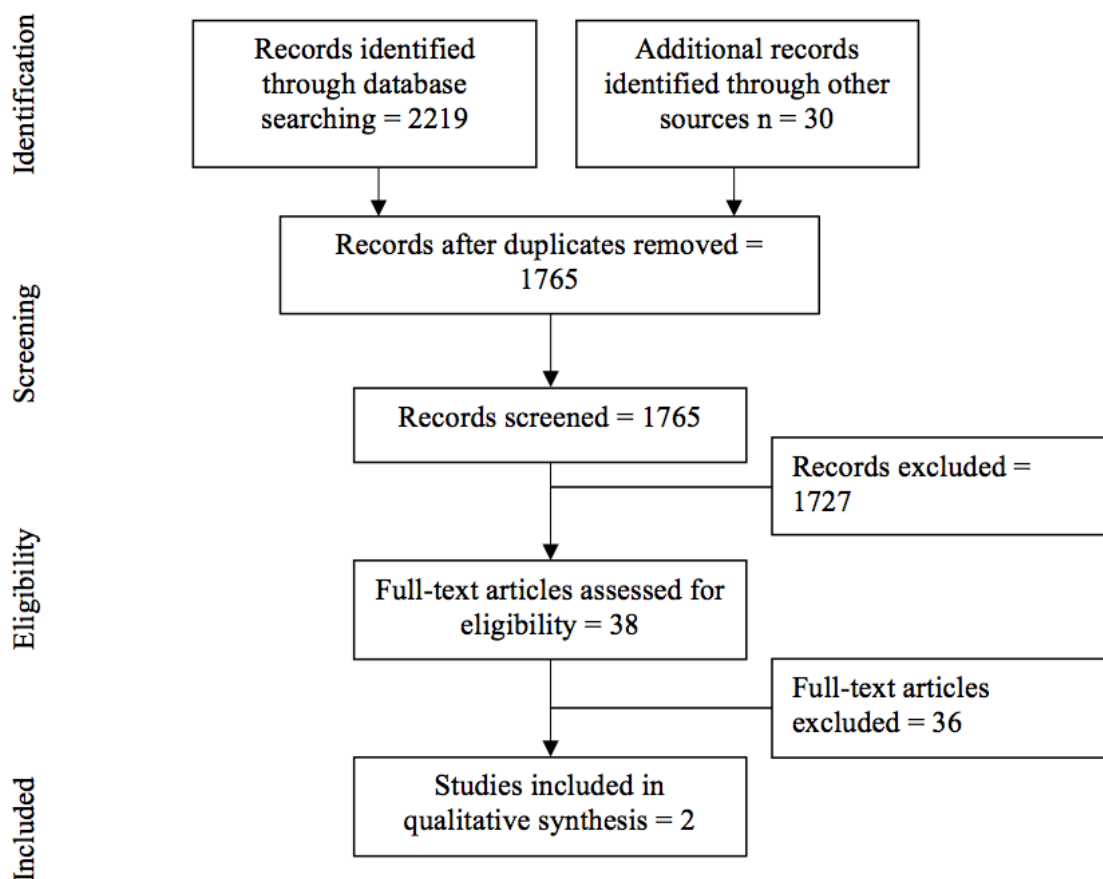 Identification
Records identified
through database
searching = 2219
Additional records
identified through other
sources n = 30
Records after duplicates removed =
1765
Screening
Records screened = 1765
Records excluded =
1727
Eligibility
Full-text articles assessed for
eligibility = 38
Full-text articles
excluded = 36
Included
Studies included in
qualitative synthesis = 2